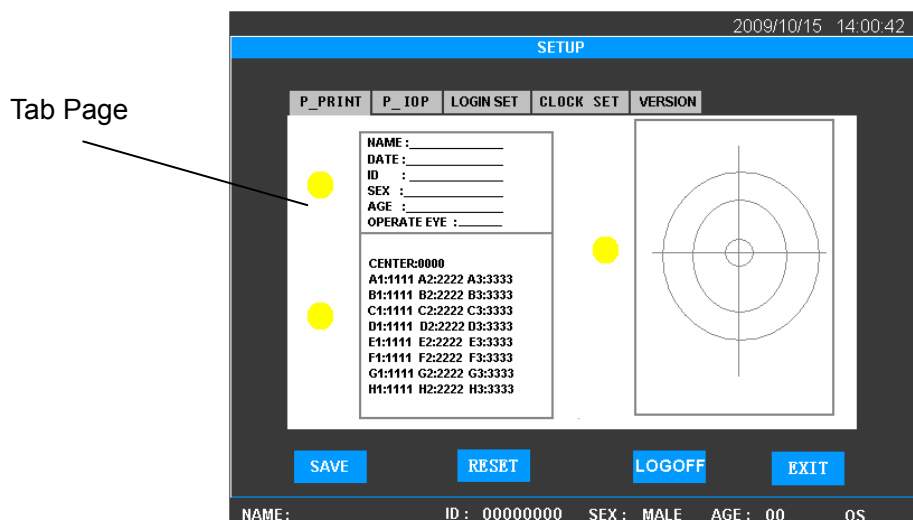 2009/10/15 14:00:42
SETUP
Tab Page
P_PRINT P_IOP LOGIN SET CLOCK SET VERSION
NAME :
DATE :
ID :
SEX :
AGE :
OPERATE EYE :
CENTER:0000
A1:1111 A2:2222 A3:3333
B1:1111 B2:2222 B3:3333
C1:1111 C2:2222 C3:3333
D1:1111 D2:2222 D3:3333
E1:1111 E2:2222 E3:3333
F1:1111 F2:2222 F3:3333
G1:1111 G2:2222 G3:3333
H1:1111 H2:2222 H3:3333
SAVE RESET LOGOFF EXIT
NAME: ID: 00000000 SEX: MALE AGE: 00 OS